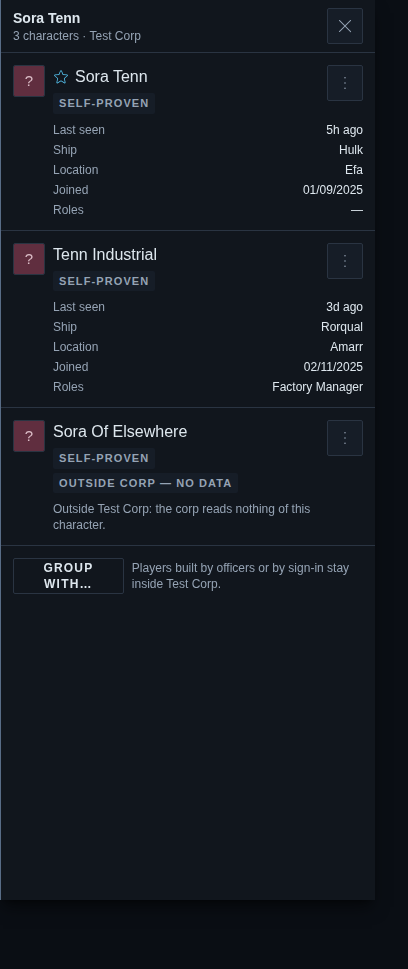 Sora Tenn
3 characters · Test Corp
?
Sora Tenn
SELF-PROVEN
Last seen 5h ago
Ship Hulk
Location Efa
Joined 01/09/2025
Roles —
?
Tenn Industrial
SELF-PROVEN
Last seen 3d ago
Ship Rorqual
Location Amarr
Joined 02/11/2025
Roles Factory Manager
?
Sora Of Elsewhere
SELF-PROVEN
OUTSIDE CORP — NO DATA
Outside Test Corp: the corp reads nothing of this
character.
GROUP
WITH…
Players built by officers or by sign-in stay
inside Test Corp.